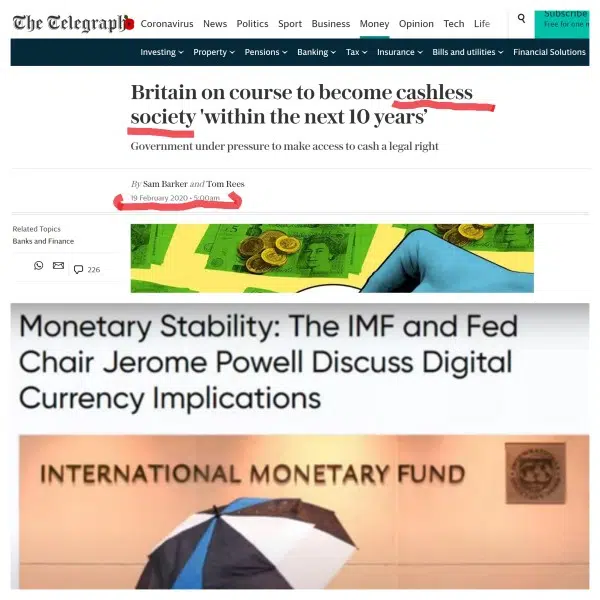 The Telegraph
Coronavirus News Politics Sport Business Money Opinion Tech Life
Subscribe
Free for one
Investing Property Pensions Banking Tax Insurance Bills and utilities Financial Solutions
Britain on course to become cashless
society 'within the next 10 years'
Government under pressure to make access to cash a legal right
By Sam Barker and Tom Rees
19 February 2020 • 5:00am
Related Topics
Banks and Finance
226
Monetary Stability: The IMF and Fed
Chair Jerome Powell Discuss Digital
Currency Implications
INTERNATIONAL MONETARY FUND